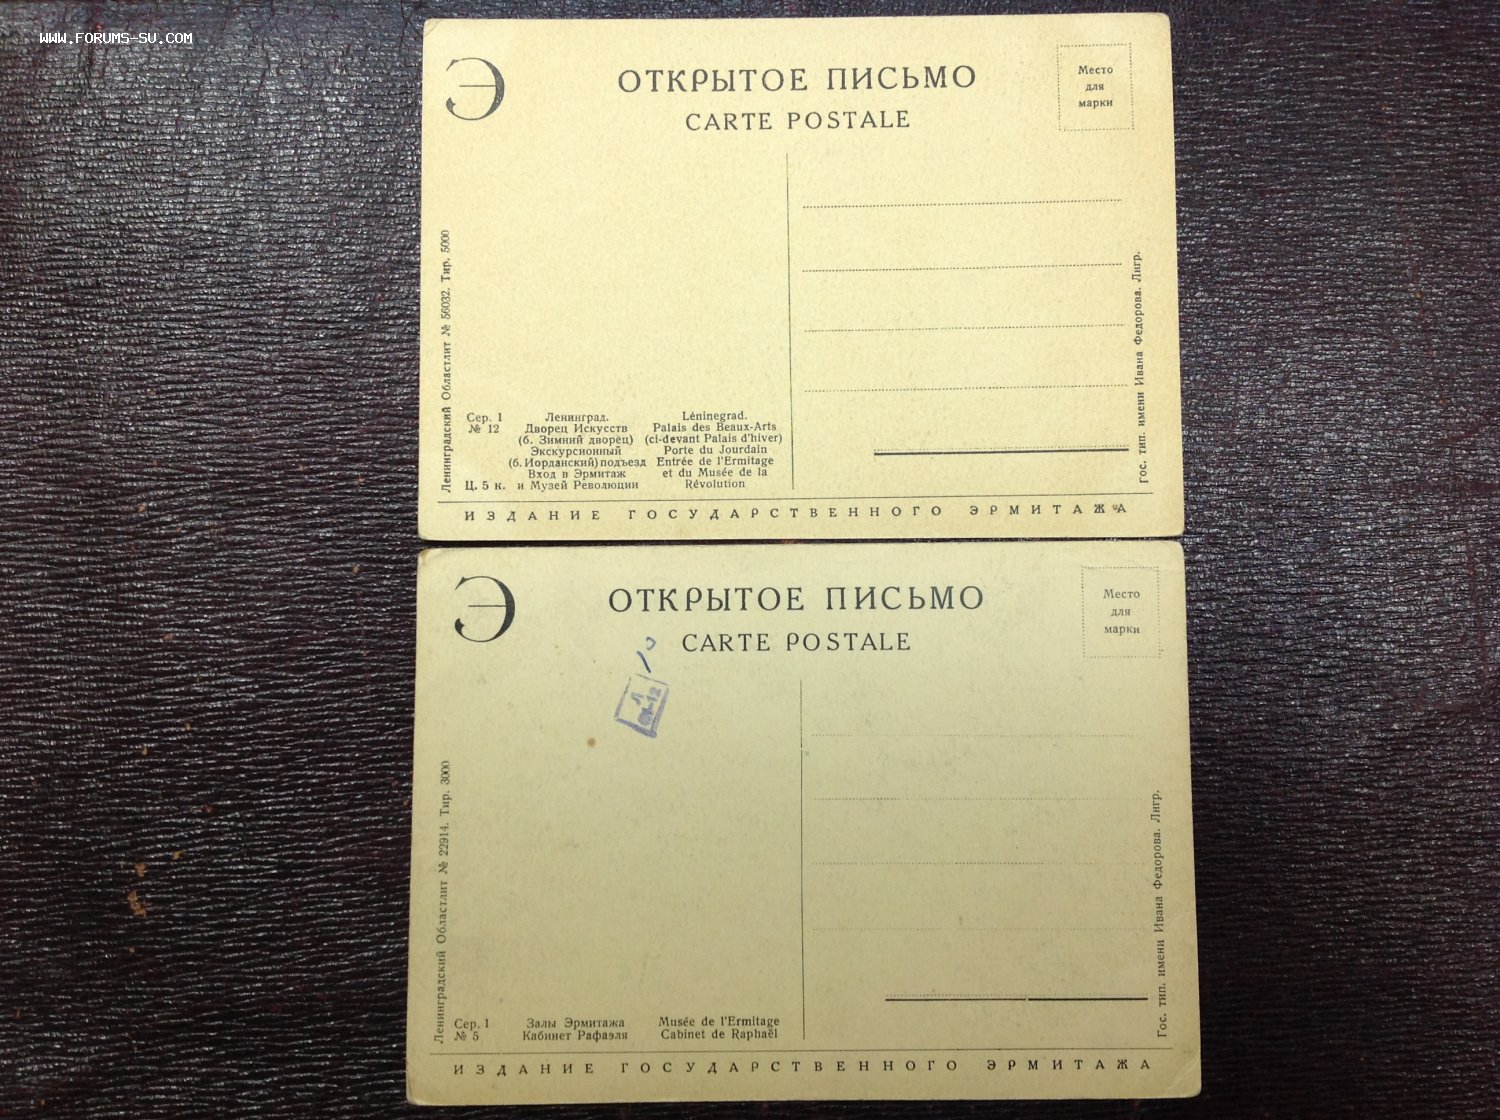 WWW.FORUMS-SU.COM
Э
ОТКРЫТОЕ ПИСЬМО
CARTE POSTALE
Место
для
марки
Ленинградский Областлит № 56032. Тир. 5000
Сер. I
№ 12
Ц. 5 к.
Ленинград.
Дворец Искусств
(б. Зимний дворец)
Экскурсионный
(б. Иорданский) подъезд
Вход в Эрмитаж
и Музей Революции
Léninegrad.
Palais des Beaux-Arts
(ci-devant Palais d'hiver)
Porte du Jourdain
Entrée de l'Ermitage
et du Musée de la
Révolution
Гос. тип. имени Ивана Федорова. Лнгр.
ИЗДАНИЕ ГОСУДАРСТВЕННОГО ЭРМИТАЖА
Э
ОТКРЫТОЕ ПИСЬМО
CARTE POSTALE
Место
для
марки
Ленинградский Областлит № 22914. Тир. 3000
Сер. I
№ 5
Залы Эрмитажа
Кабинет Рафаэля
Musée de l'Ermitage
Cabinet de Raphaël
Гос. тип. имени Ивана Федорова. Лнгр.
ИЗДАНИЕ ГОСУДАРСТВЕННОГО ЭРМИТАЖА